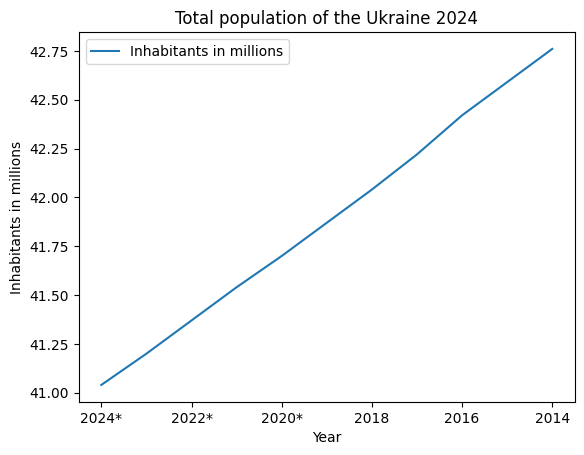 Total population of the Ukraine 2024
Inhabitants in millions
42.75
42.50
42.25
42.00
41.75
41.50
41.25
41.00
Inhabitants in millions
2024* 2022* 2020* 2018 2016 2014
Year